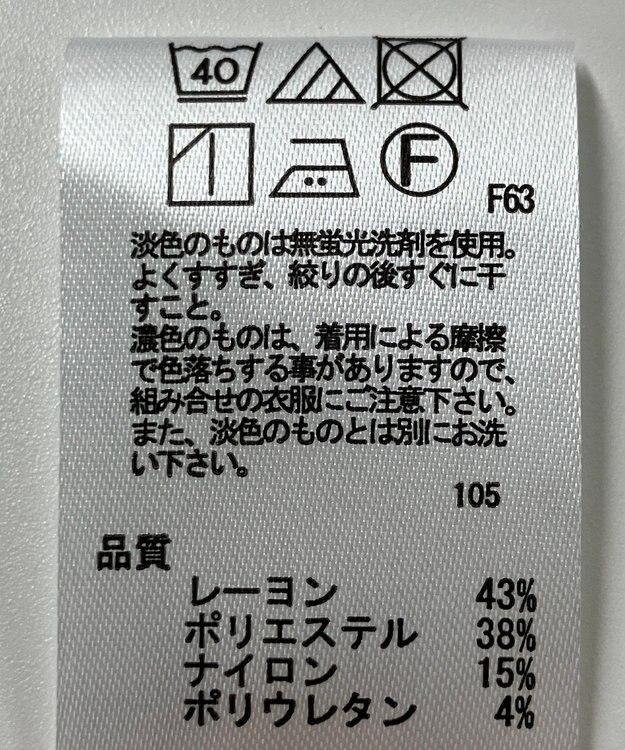 40
F
F63
淡色のものは無蛍光洗剤を使用。
よくすすぎ、絞りの後すぐに干
すこと。
濃色のものは、着用による摩擦
で色落ちする事がありますので、
組み合せの衣服にご注意下さい。
また、淡色のものとは別にお洗
い下さい。
105
品質
レーヨン 43%
ポリエステル 38%
ナイロン 15%
ポリウレタン 4%